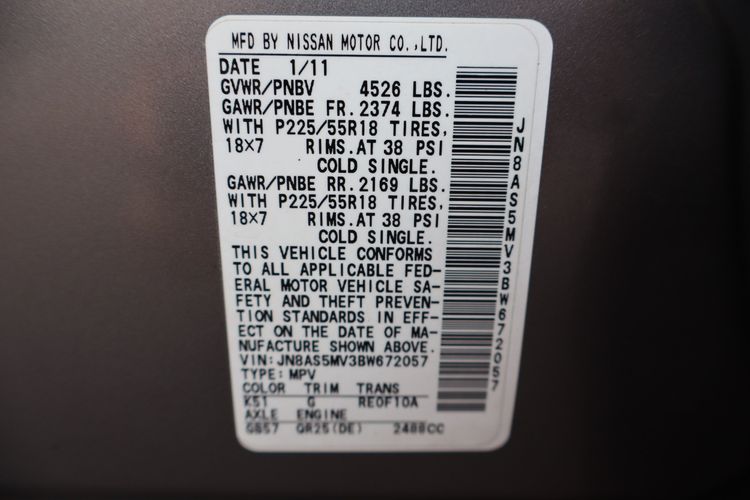 MFD BY NISSAN MOTOR CO.,LTD.
DATE 1/11
GVWR/PNBV 4526 LBS.
GAWR/PNBE FR. 2374 LBS.
WITH P225/55R18 TIRES,
18×7 RIMS.AT 38 PSI
COLD SINGLE.
GAWR/PNBE RR. 2169 LBS.
WITH P225/55R18 TIRES,
18×7 RIMS.AT 38 PSI
COLD SINGLE.
THIS VEHICLE CONFORMS
TO ALL APPLICABLE FED-
ERAL MOTOR VEHICLE SA-
FETY AND THEFT PREVEN-
TION STANDARDS IN EFF-
ECT ON THE DATE OF MA-
NUFACTURE SHOWN ABOVE.
VIN:JN8AS5MV3BW672057
TYPE:MPV
COLOR TRIM TRANS
K51 G RE0F10A
AXLE ENGINE
GB57 QR25(DE) 2488CC
JN8AS5MV3BW672057